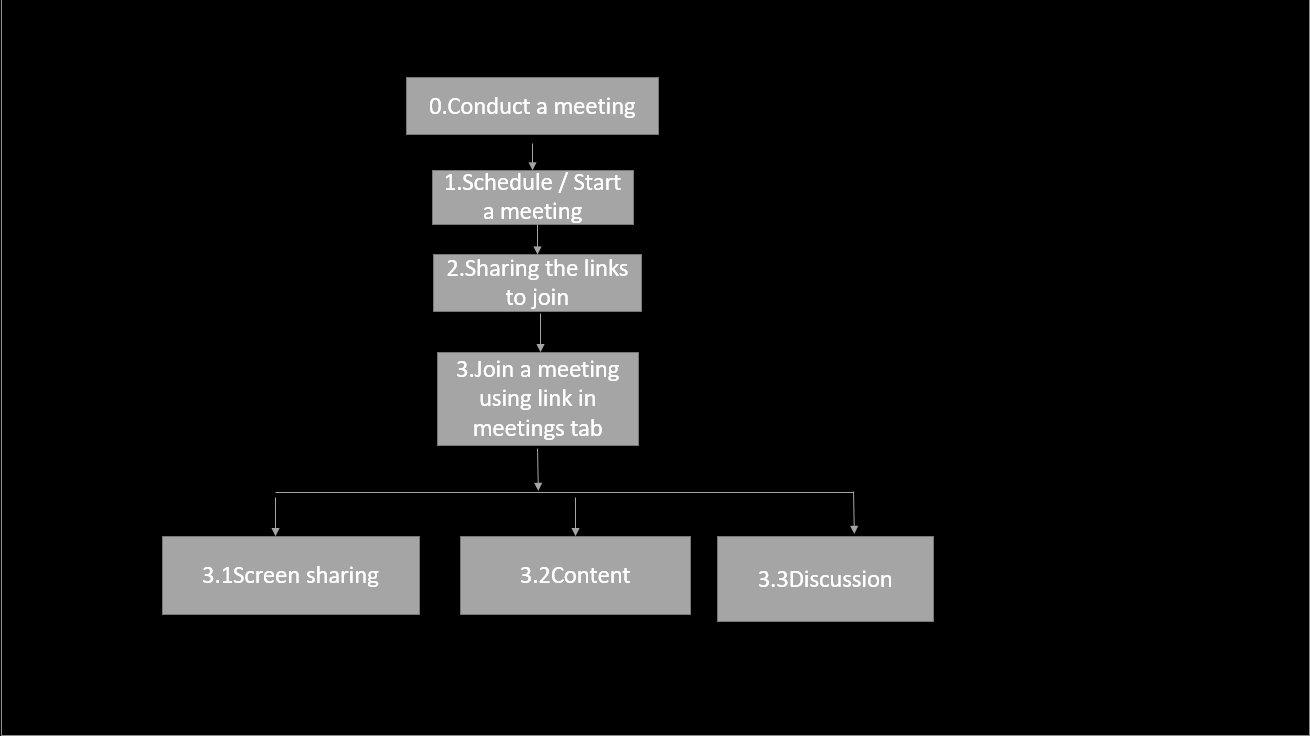 0.Conduct a meeting
1.Schedule / Start
a meeting
2.Sharing the links
to join
3.Join a meeting
using link in
meetings tab
3.1Screen sharing
3.2Content
3.3Discussion